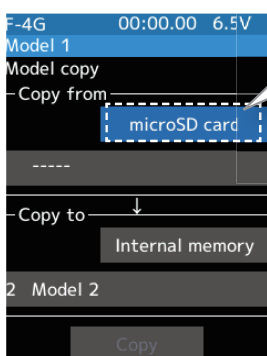 F-4G 00:00.00 6.5V
Model 1
Model copy
Copy from
microSD card
-----
Copy to ↓
Internal memory
2 Model 2
Copy